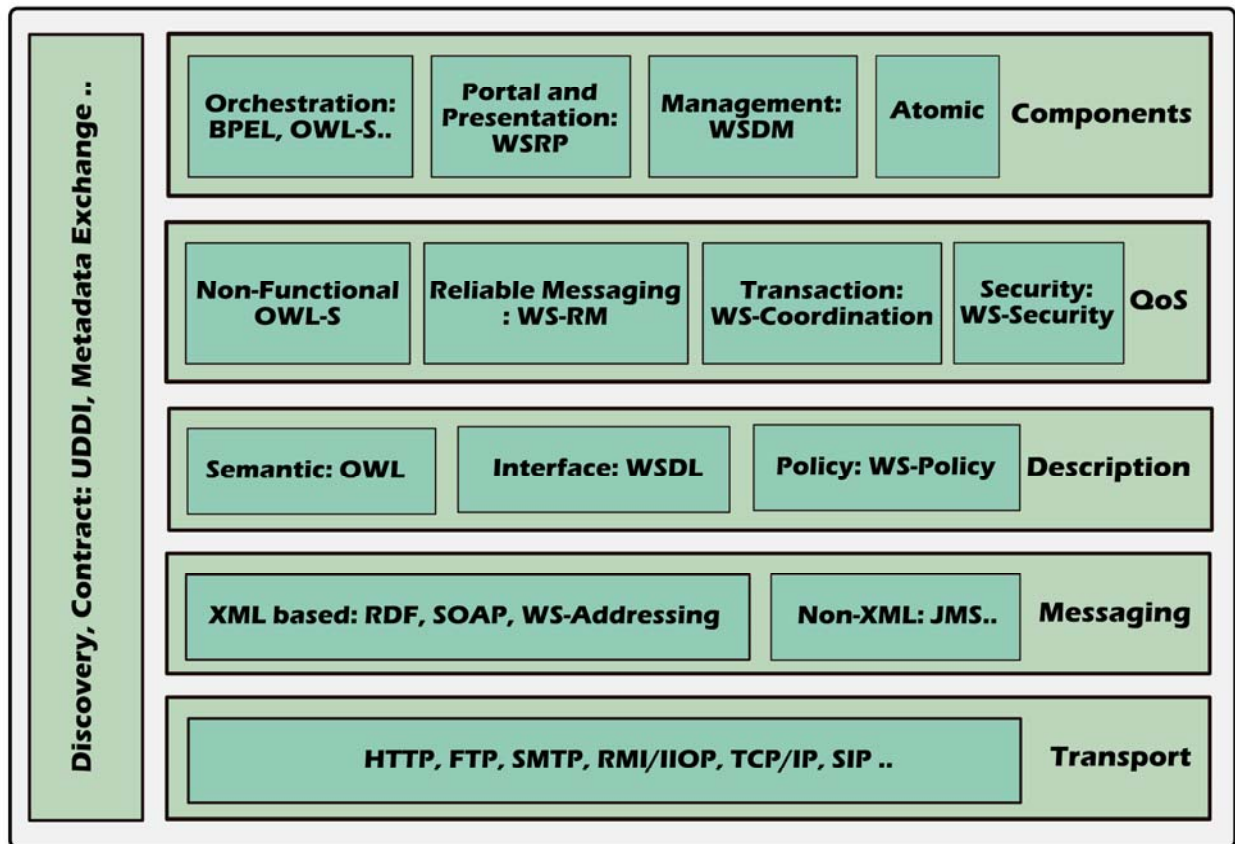 Discovery, Contract: UDDI, Metadata Exchange ..
Orchestration:
BPEL, OWL-S..
Portal and
Presentation:
WSRP
Management:
WSDM
Atomic
Components
Non-Functional
OWL-S
Reliable Messaging
: WS-RM
Transaction:
WS-Coordination
Security:
WS-Security
QoS
Semantic: OWL
Interface: WSDL
Policy: WS-Policy
Description
XML based: RDF, SOAP, WS-Addressing
Non-XML: JMS..
Messaging
HTTP, FTP, SMTP, RMI/IIOP, TCP/IP, SIP ..
Transport